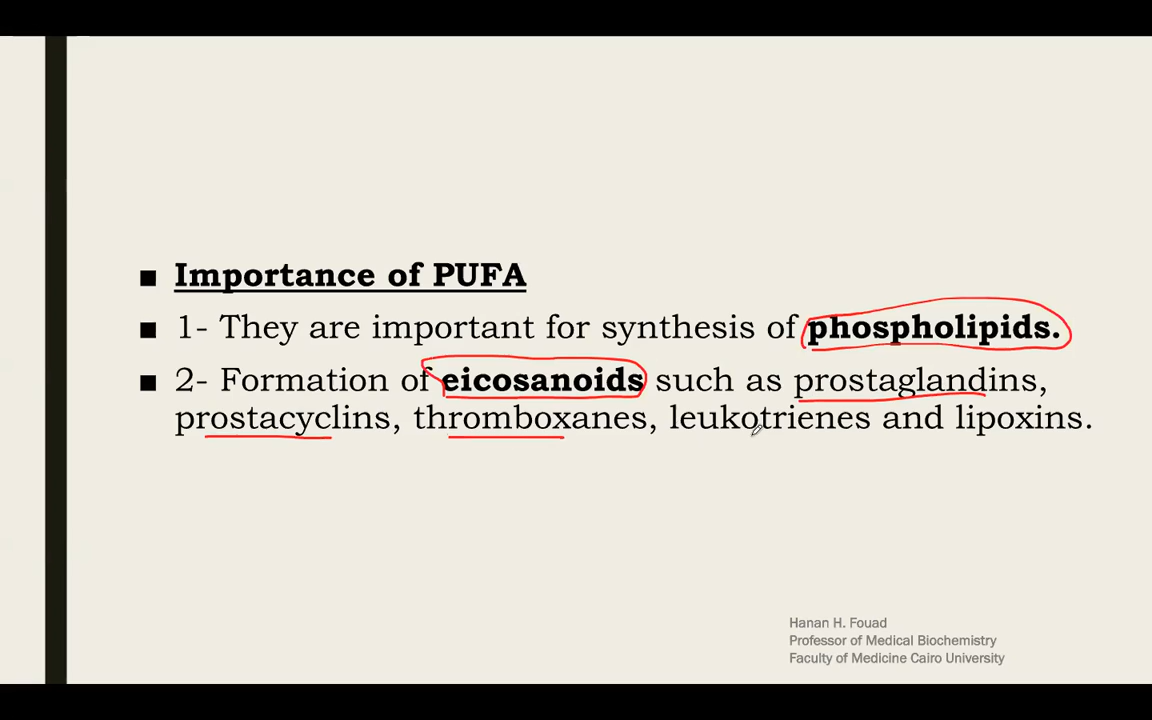 ■ Importance of PUFA
■ 1- They are important for synthesis of phospholipids.
■ 2- Formation of eicosanoids such as prostaglandins,
prostacyclins, thromboxanes, leukotrienes and lipoxins.
Hanan H. Fouad
Professor of Medical Biochemistry
Faculty of Medicine Cairo University